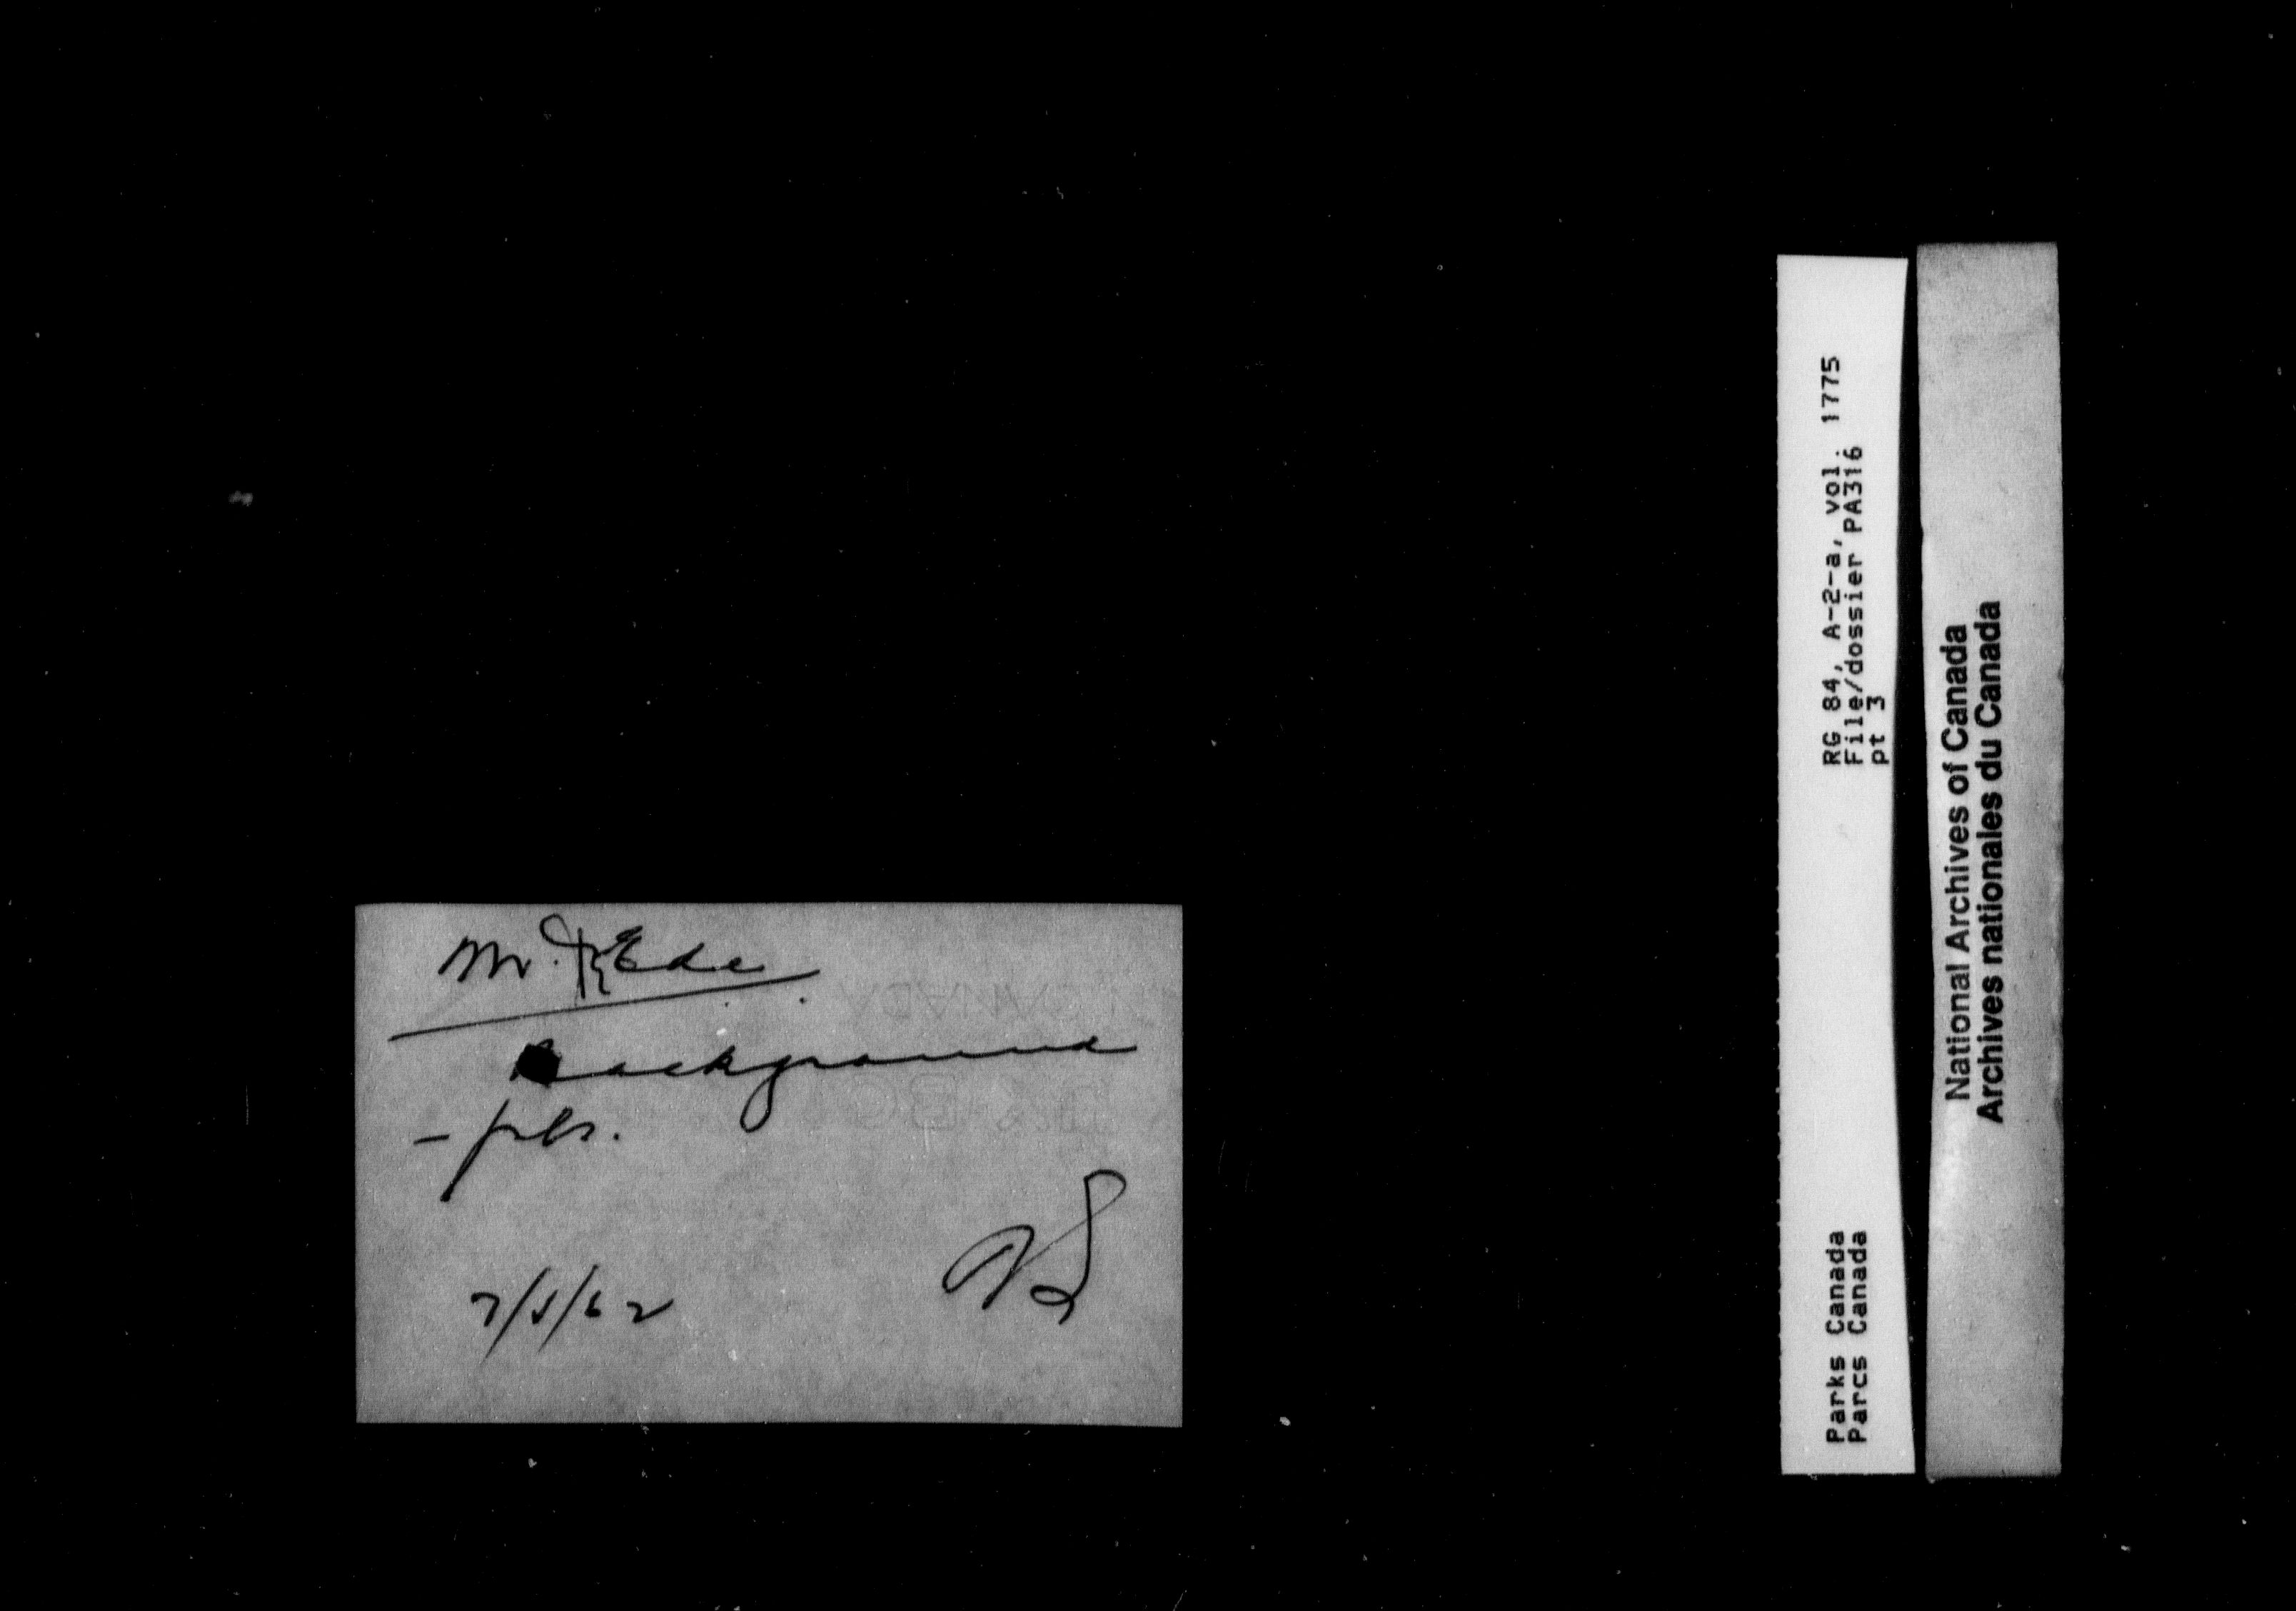 Mr. Ede
Background
- pls.
7/5/62
RG 84, A-2-a, vol. 1775
File/dossier PA316
pt 3
Parks Canada
Parcs Canada
National Archives of Canada
Archives nationales du Canada